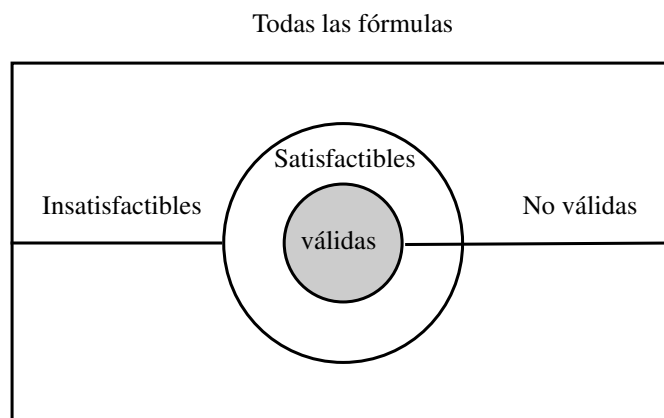 Todas las fórmulas
Satisfactibles
Insatisfactibles
No válidas
válidas